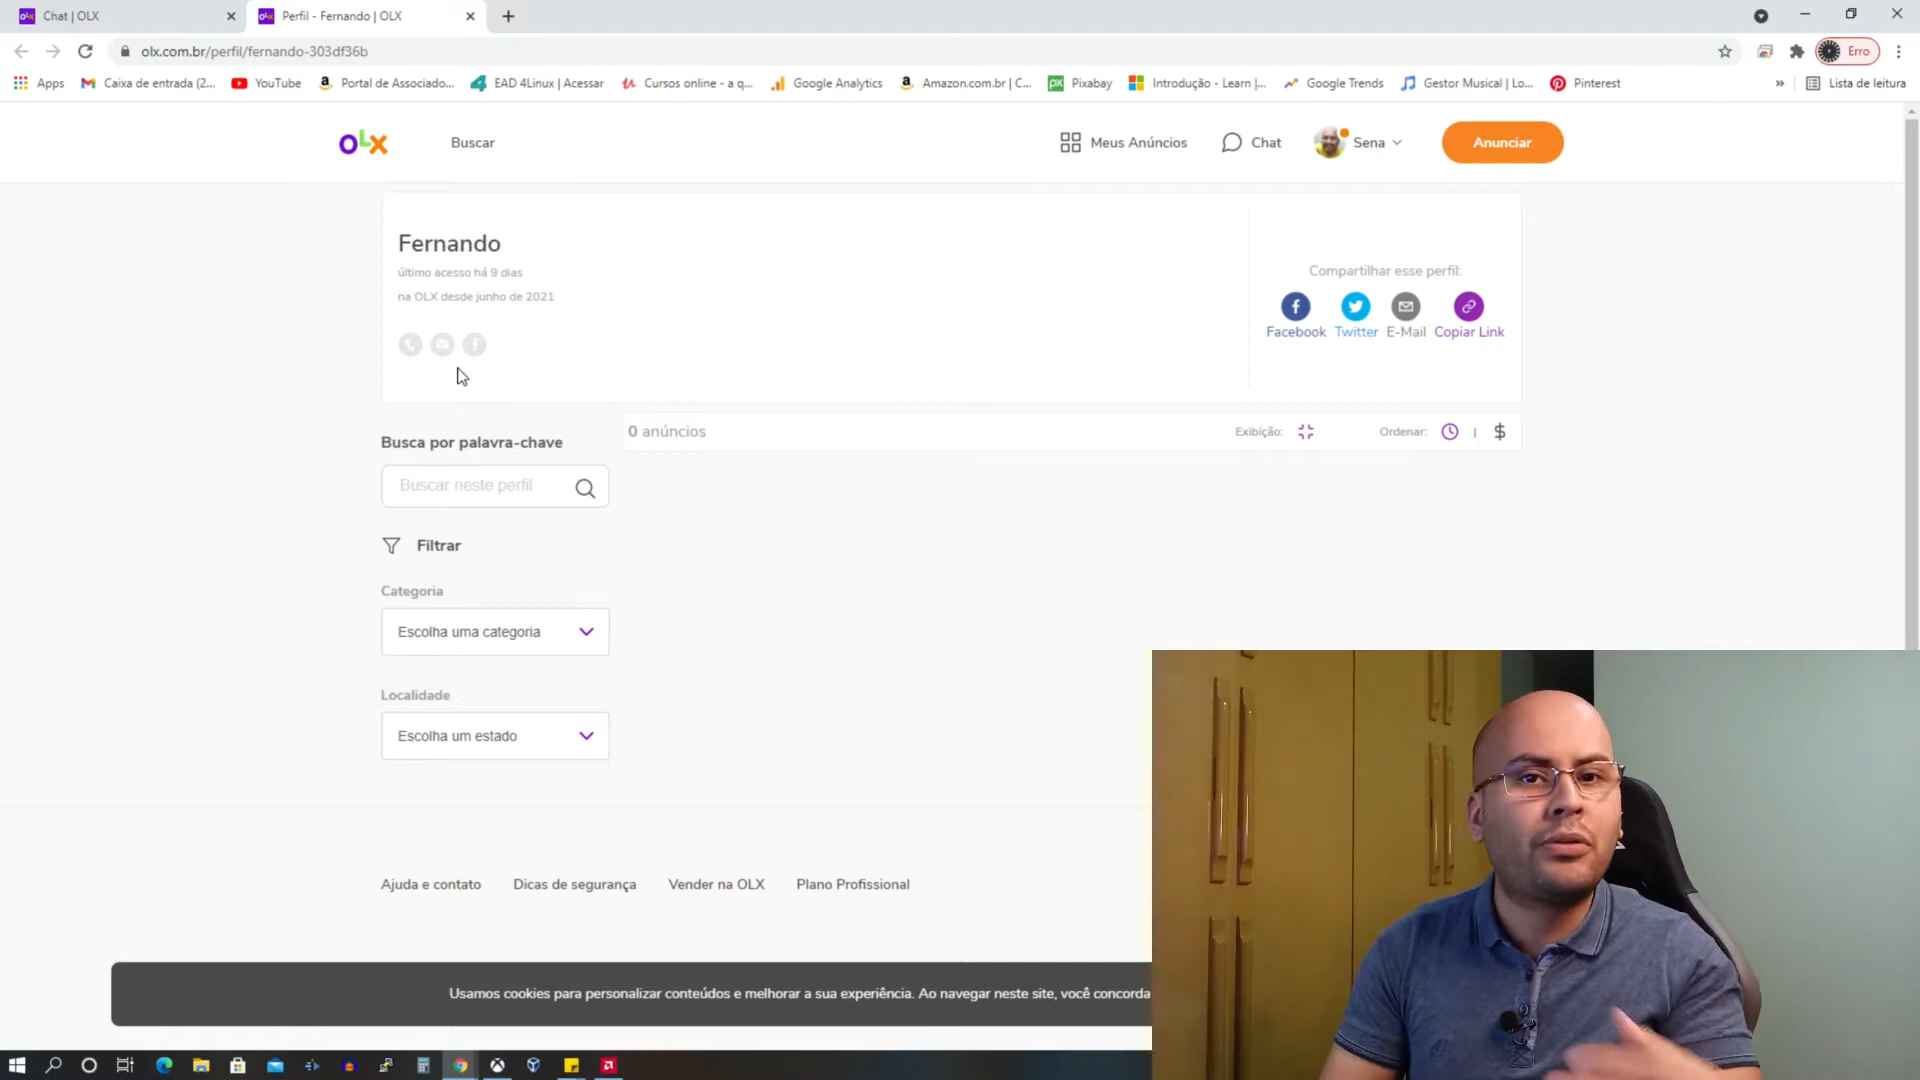 Chat | OLX
Perfil - Fernando | OLX
olx.com.br/perfil/fernando-303df36b
Erro
Apps
Caixa de entrada (2...
YouTube
Portal de Associado...
EAD 4Linux | Acessar
Cursos online - a q...
Google Analytics
Amazon.com.br | C...
Pixabay
Introdução - Learn |...
Google Trends
Gestor Musical | Lo...
Pinterest
»
Lista de leitura
OLX
Buscar
Meus Anúncios
Chat
Sena
Anunciar
Fernando
último acesso há 9 dias
na OLX desde junho de 2021
Compartilhar esse perfil:
Facebook
Twitter
E-Mail
Copiar Link
0 anúncios
Exibição:
Ordenar:
|
$
Busca por palavra-chave
Buscar neste perfil
Filtrar
Categoria
Escolha uma categoria
Localidade
Escolha um estado
Ajuda e contato
Dicas de segurança
Vender na OLX
Plano Profissional
Usamos cookies para personalizar conteúdos e melhorar a sua experiência. Ao navegar neste site, você concorda